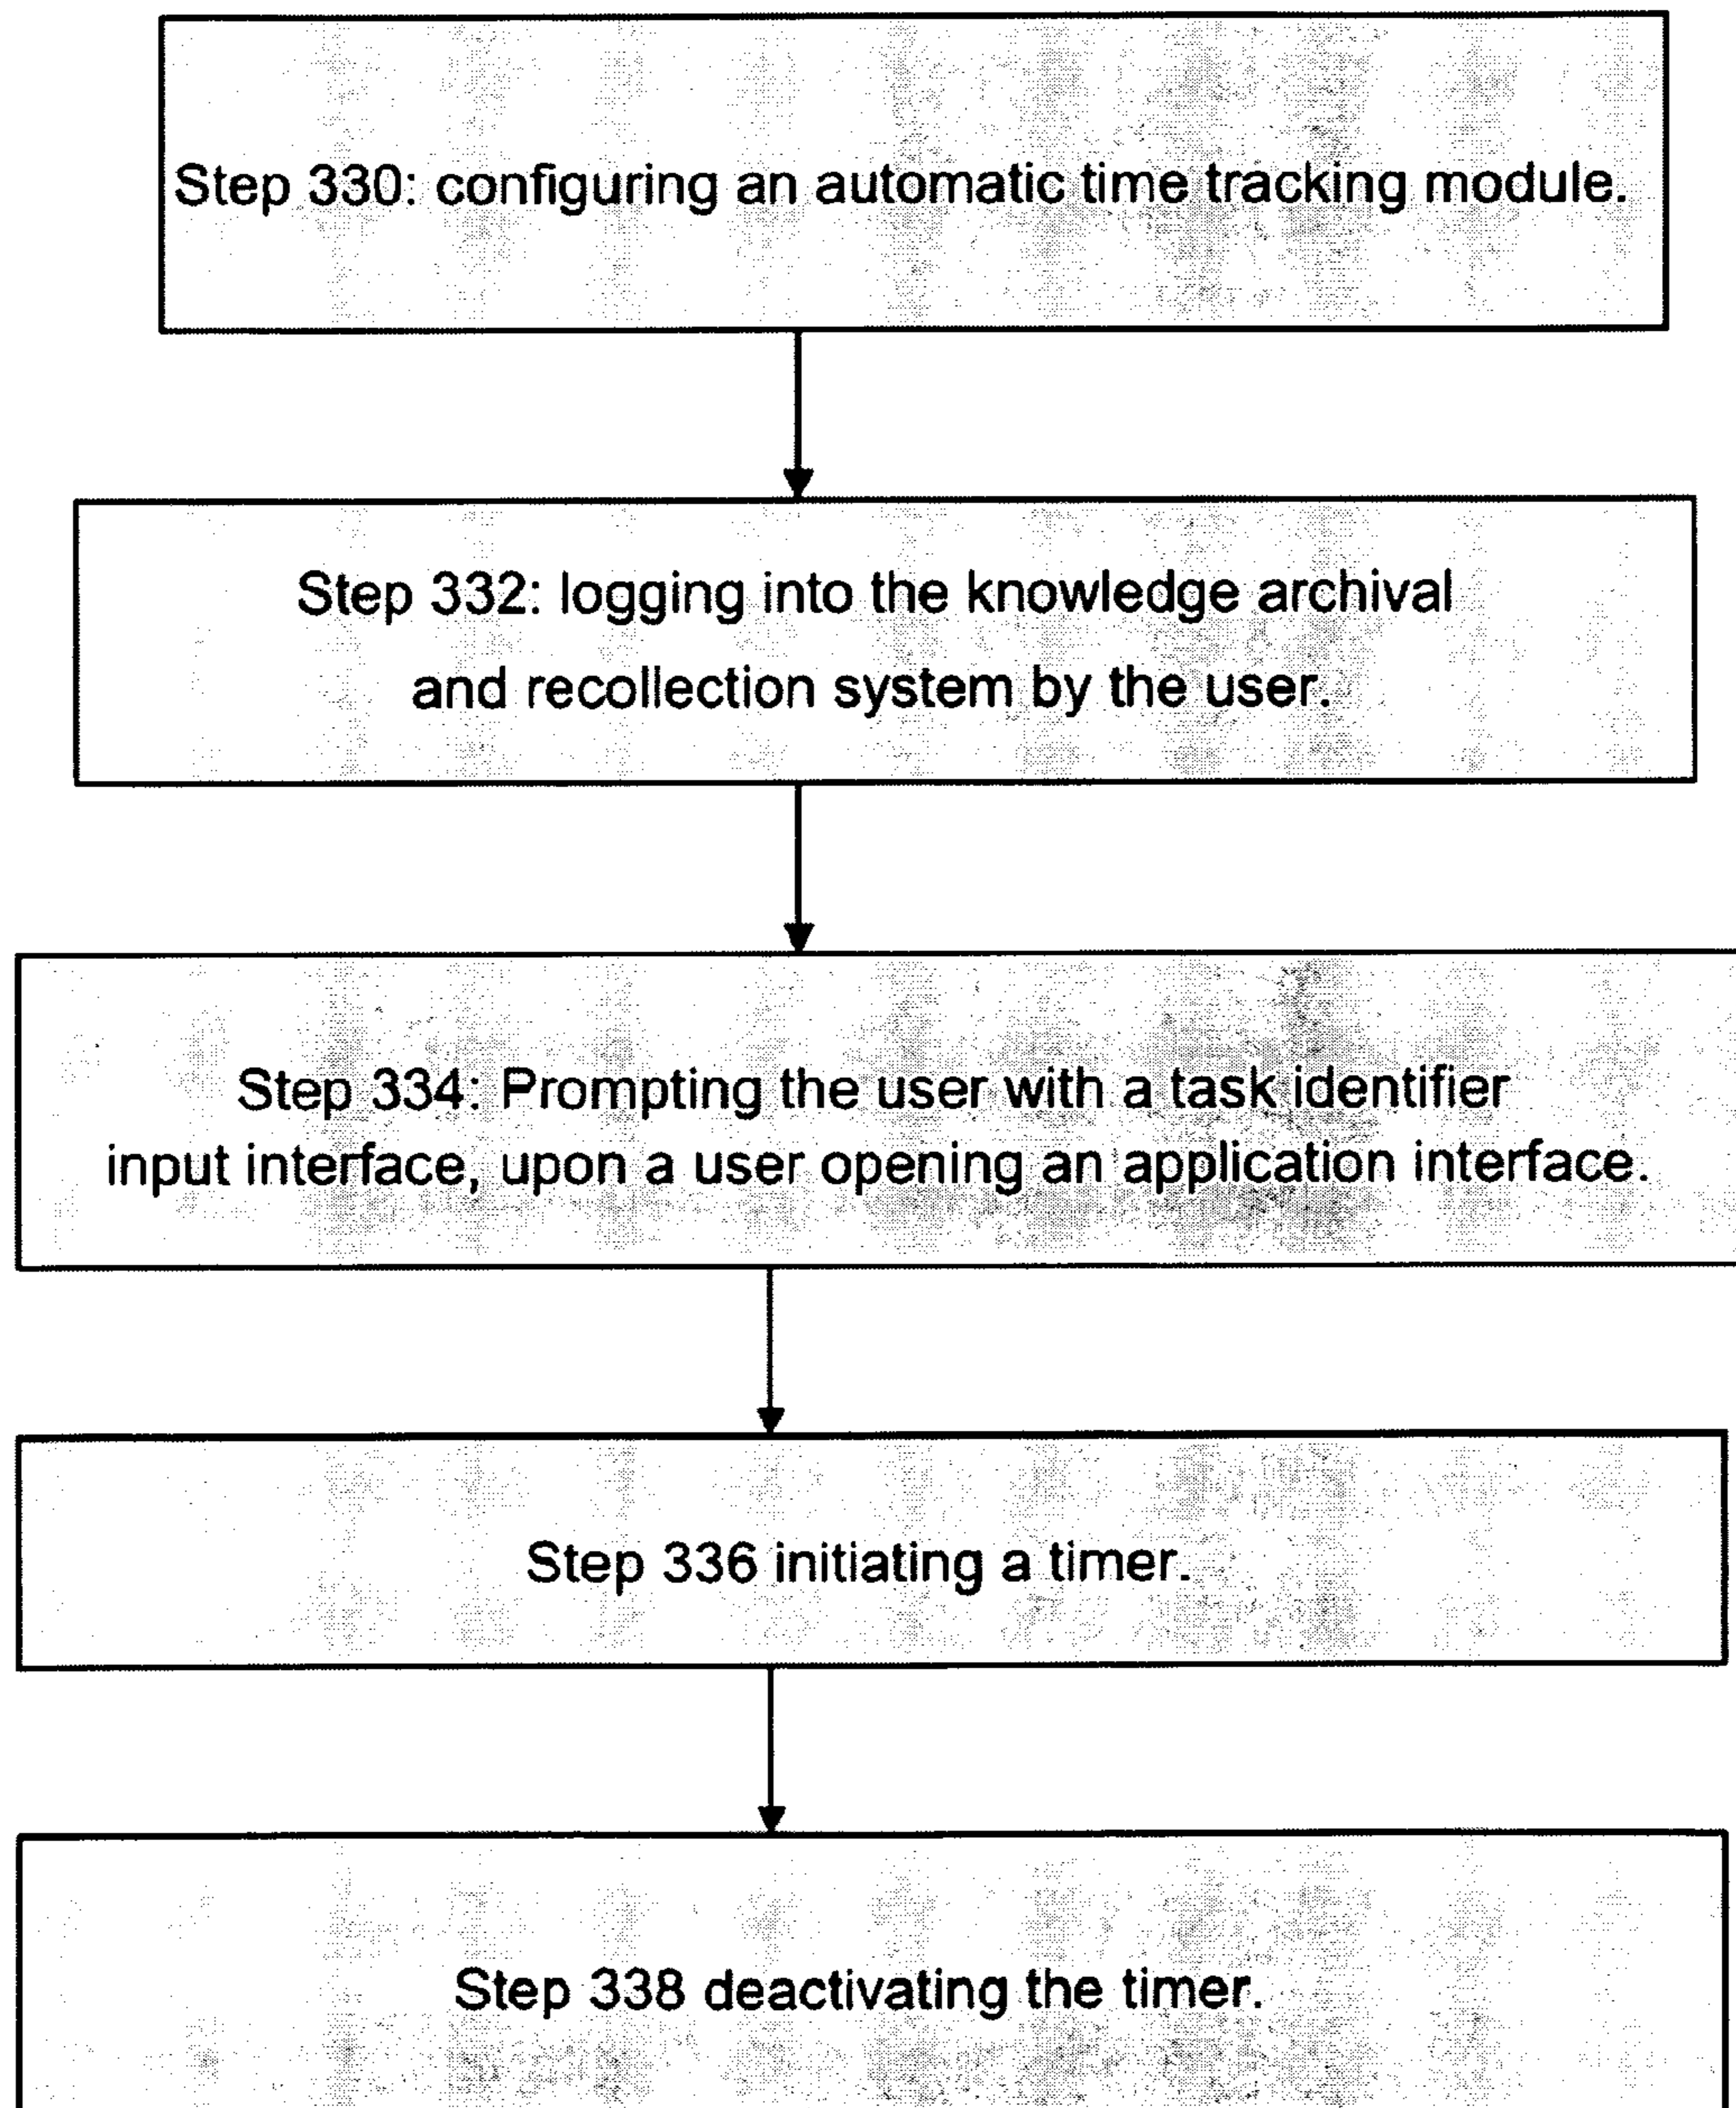 Step 330: configuring an automatic time tracking module.
Step 332: logging into the knowledge archival
and recollection system by the user.
Step 334: Prompting the user with a task identifier
input interface, upon a user opening an application interface.
Step 336 initiating a timer.
Step 338 deactivating the timer.